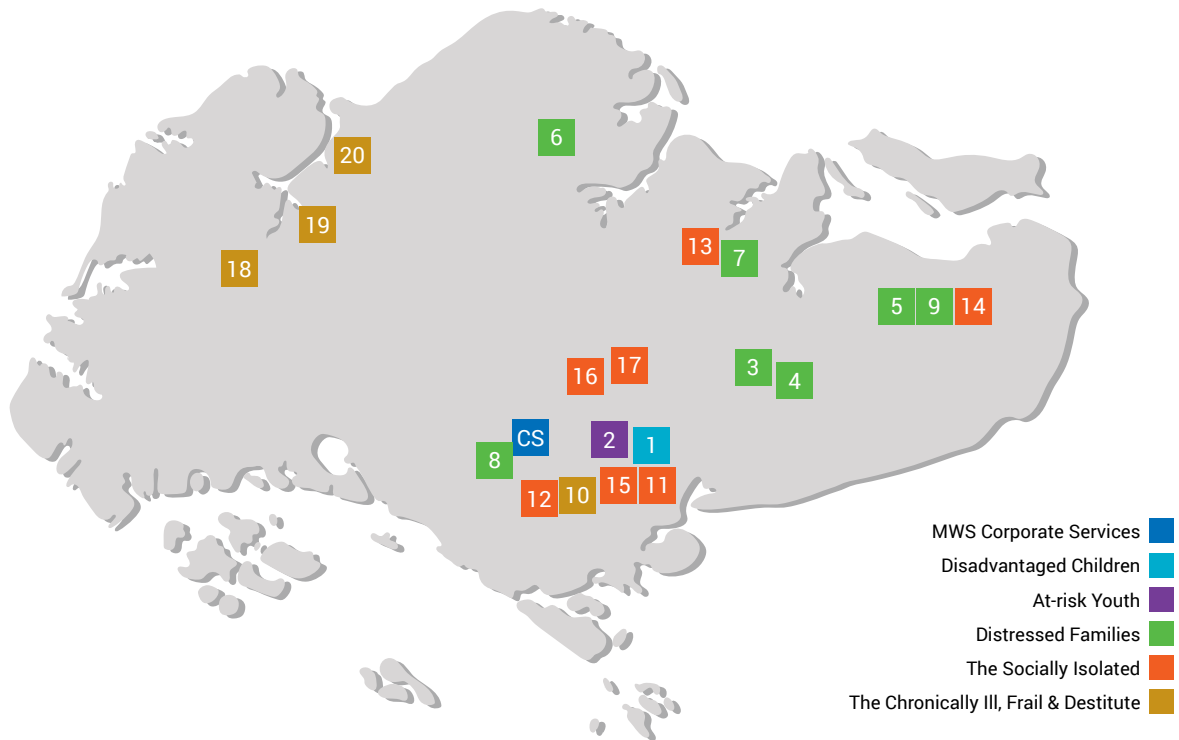 6
20
19
13
7
18
5 9 14
17
16
3
4
CS
2
1
8
15 11
12 10
MWS Corporate Services
Disadvantaged Children
At-risk Youth
Distressed Families
The Socially Isolated
The Chronically Ill, Frail & Destitute